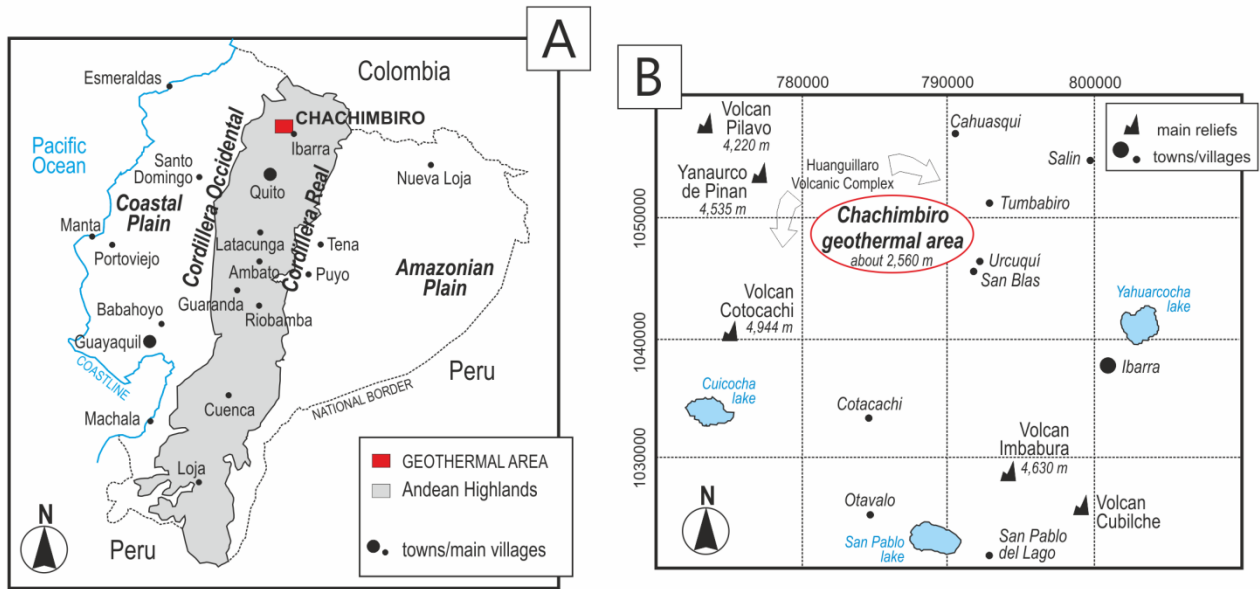 A
Esmeraldas
Colombia
CHACHIMBIRO
Ibarra
Pacific
Ocean
Santo
Domingo
Cordillera Occidental
Quito
Cordillera Real
Nueva Loja
Coastal
Plain
Manta
Portoviejo
Latacunga
Tena
Ambato
Puyo
Amazonian
Plain
Guaranda
Riobamba
Babahoyo
Guayaquil
COASTLINE
Peru
NATIONAL BORDER
Machala
Cuenca
Loja
GEOTHERMAL AREA
Andean Highlands
towns/main villages
N
Peru
B
780000
790000
800000
Volcan
Pilavo
4,220 m
Cahuasqui
main reliefs
towns/villages
Salin
Yanaurco
de Pinan
4,535 m
Huanguillaro
Volcanic Complex
Tumbabiro
1050000
Chachimbiro
geothermal area
about 2,560 m
Urcuquí
San Blas
Volcan
Cotocachi
4,944 m
Yahuarcocha
lake
1040000
Ibarra
Cuicocha
lake
Cotacachi
Volcan
Imbabura
4,630 m
1030000
Otavalo
Volcan
Cubilche
N
San Pablo
lake
San Pablo
del Lago